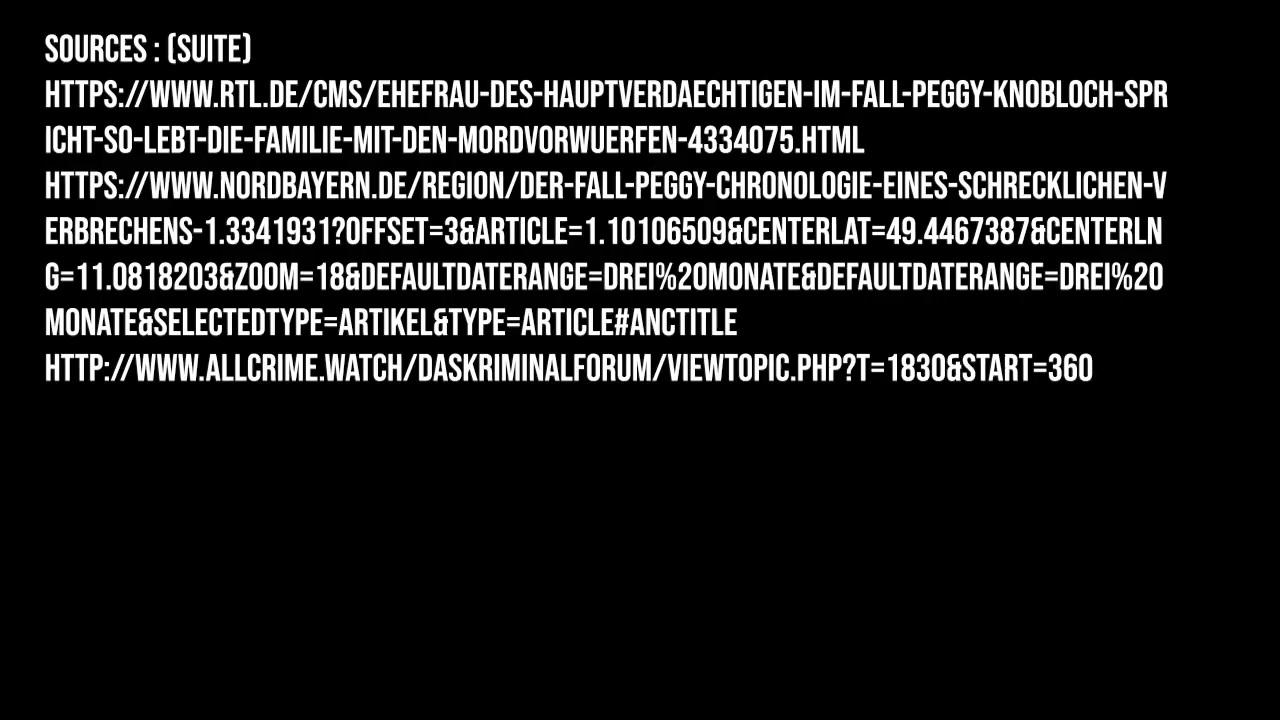 SOURCES : (SUITE)
HTTPS://WWW.RTL.DE/CMS/EHEFRAU-DES-HAUPTVERDAECHTIGEN-IM-FALL-PEGGY-KNOBLOCH-SPR
ICHT-SO-LEBT-DIE-FAMILIE-MIT-DEN-MORDVORWUERFEN-4334075.HTML
HTTPS://WWW.NORDBAYERN.DE/REGION/DER-FALL-PEGGY-CHRONOLOGIE-EINES-SCHRECKLICHEN-V
ERBRECHENS-1.3341931?OFFSET=3&ARTICLE=1.10106509&CENTERLAT=49.4467387&CENTERLN
G=11.0818203&ZOOM=18&DEFAULTDATERANGE=DREI%20MONATE&DEFAULTDATERANGE=DREI%20
MONATE&SELECTEDTYPE=ARTIKEL&TYPE=ARTICLE#ANCTITLE
HTTP://WWW.ALLCRIME.WATCH/DASKRIMINALFORUM/VIEWTOPIC.PHP?T=1830&START=360